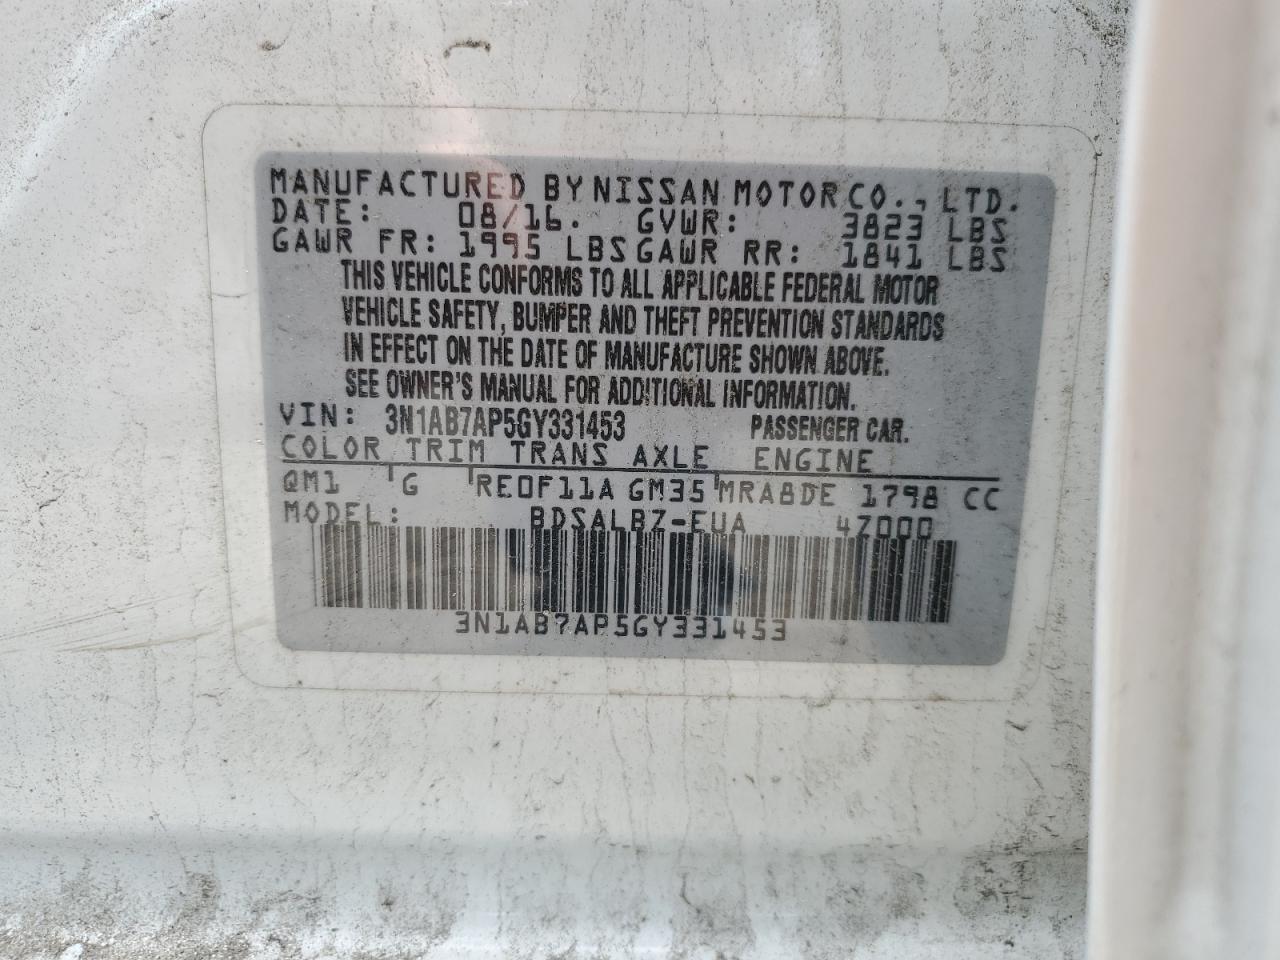 MANUFACTURED BY NISSAN MOTOR CO., LTD.
DATE: 08/16. GVWR: 3823 LBS
GAWR FR: 1995 LBS GAWR RR: 1841 LBS
THIS VEHICLE CONFORMS TO ALL APPLICABLE FEDERAL MOTOR
VEHICLE SAFETY, BUMPER AND THEFT PREVENTION STANDARDS
IN EFFECT ON THE DATE OF MANUFACTURE SHOWN ABOVE.
SEE OWNER'S MANUAL FOR ADDITIONAL INFORMATION.
VIN: 3N1AB7AP5GY331453 PASSENGER CAR.
COLOR TRIM TRANS AXLE ENGINE
QM1 G RE0F11A GM35 MRA8DE 1798 CC
MODEL: BDSALBZ-EUA 4Z000
3N1AB7AP5GY331453